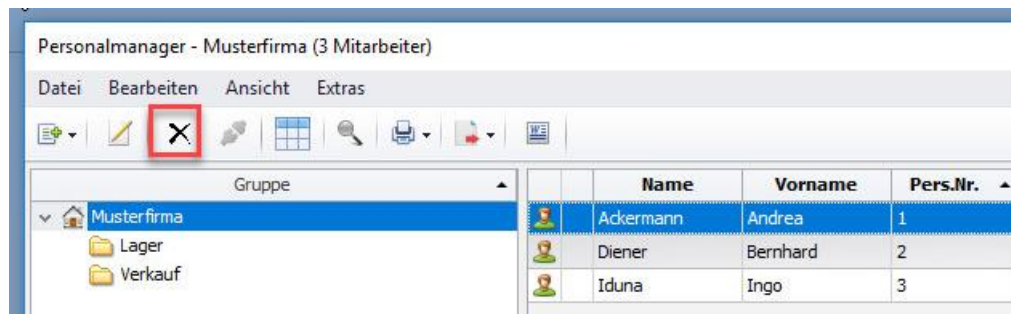 Personalmanager - Musterfirma (3 Mitarbeiter)
Datei Bearbeiten Ansicht Extras
Gruppe
Name Vorname Pers.Nr.
Musterfirma
Ackermann Andrea 1
Lager
Diener Bernhard 2
Verkauf
Iduna Ingo 3